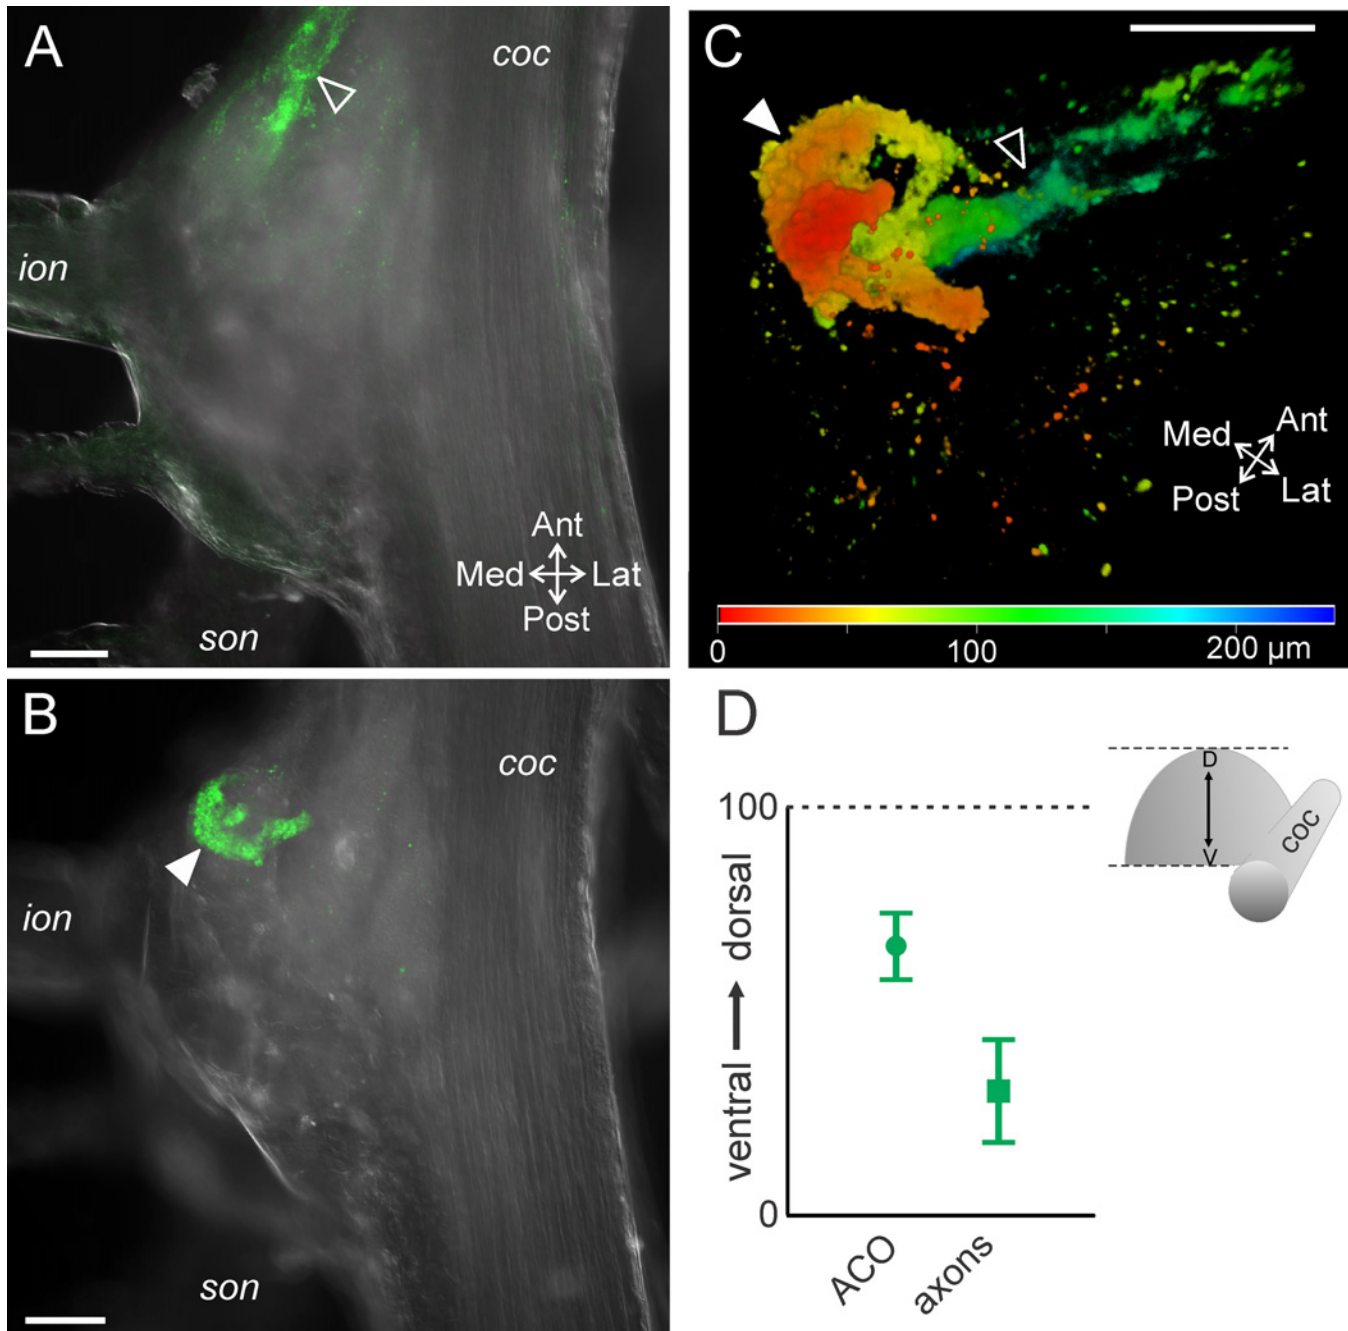 A
coc
ion
Ant
Med
Lat
Post
son
B
coc
ion
son
C
Ant
Med
Lat
Post
0
100
200 µm
D
100
0
ventral → dorsal
ACO
axons
D
V
coc